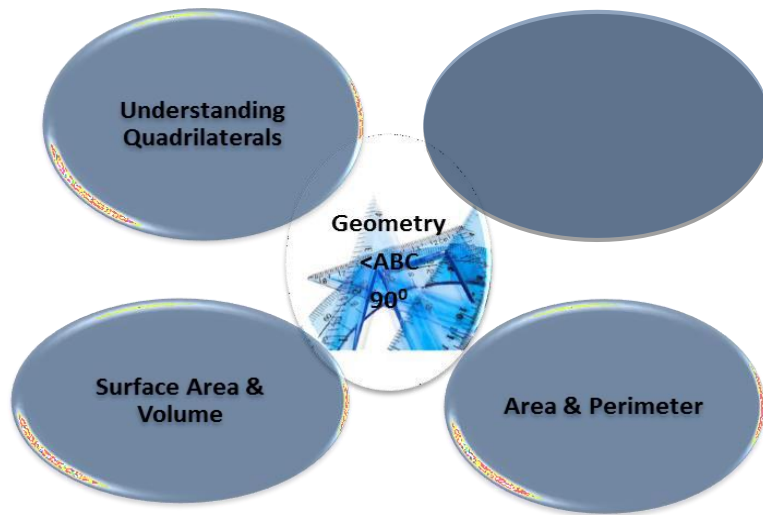 Understanding
Quadrilaterals
Geometry
<ABC
90⁰
Surface Area &
Volume
Area & Perimeter